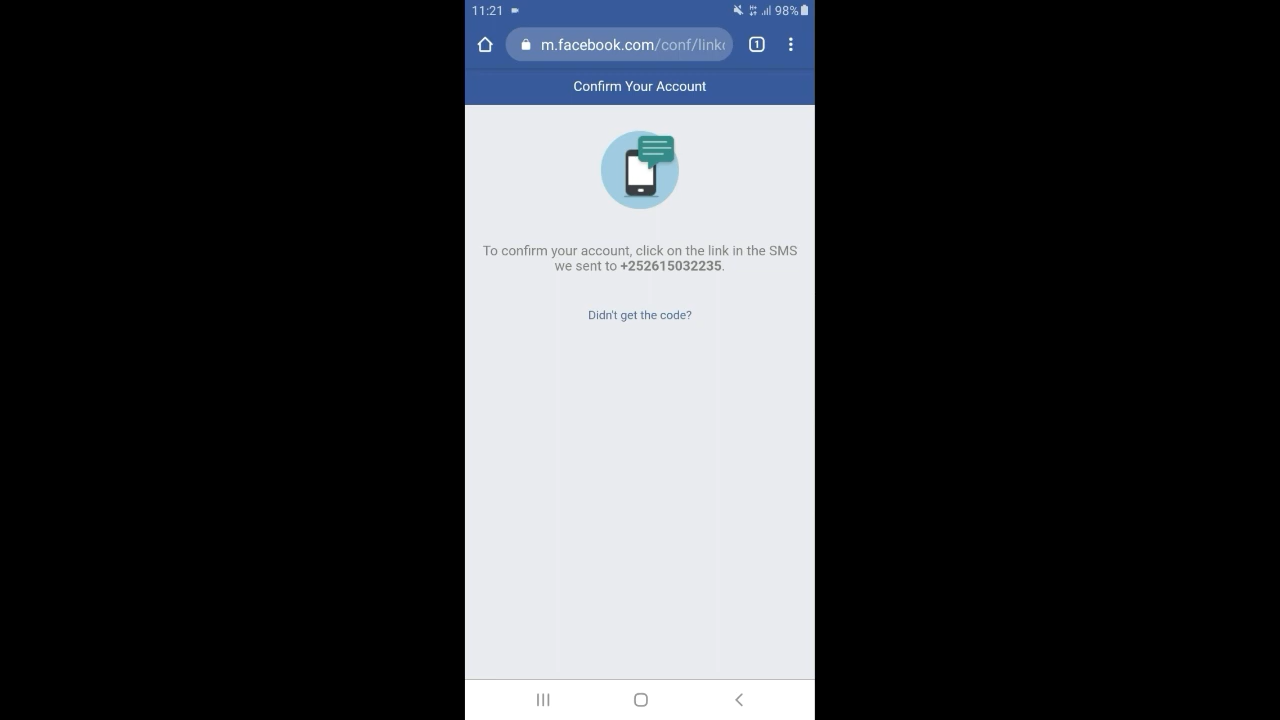 11:21
98%
m.facebook.com/conf/link
1
Confirm Your Account
To confirm your account, click on the link in the SMS
we sent to +252615032235.
Didn't get the code?